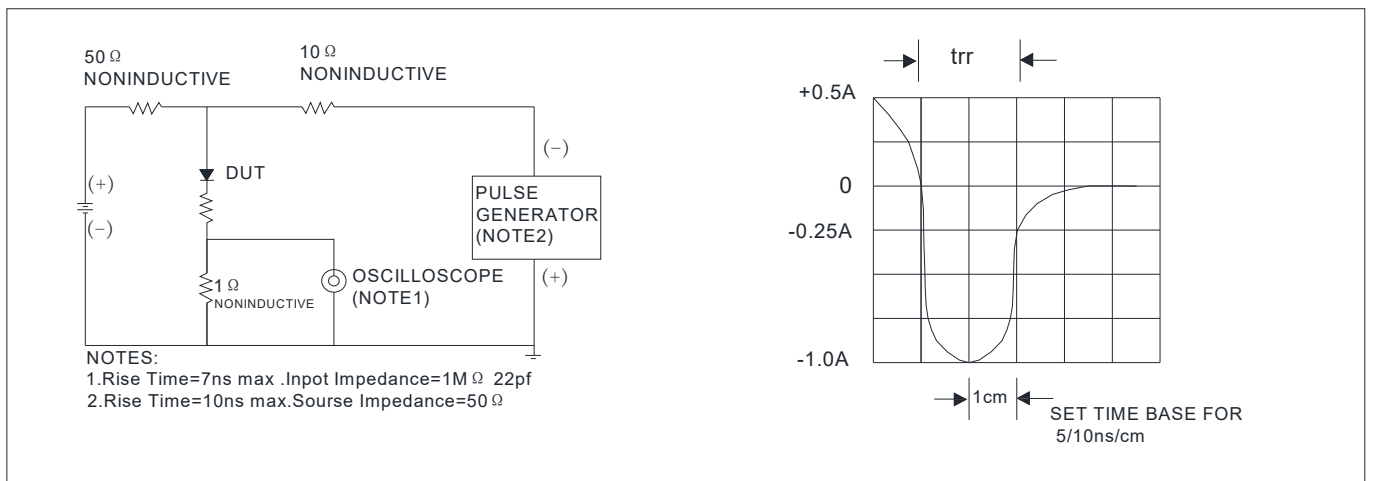 50 Ω
NONINDUCTIVE
10 Ω
NONINDUCTIVE
(+)
(−)
DUT
1 Ω
NONINDUCTIVE
OSCILLOSCOPE
(NOTE1)
(−)
PULSE
GENERATOR
(NOTE2)
(+)
NOTES:
1.Rise Time=7ns max .Inpot Impedance=1M Ω 22pf
2.Rise Time=10ns max.Sourse Impedance=50 Ω
trr
+0.5A
0
-0.25A
-1.0A
1cm
SET TIME BASE FOR
5/10ns/cm